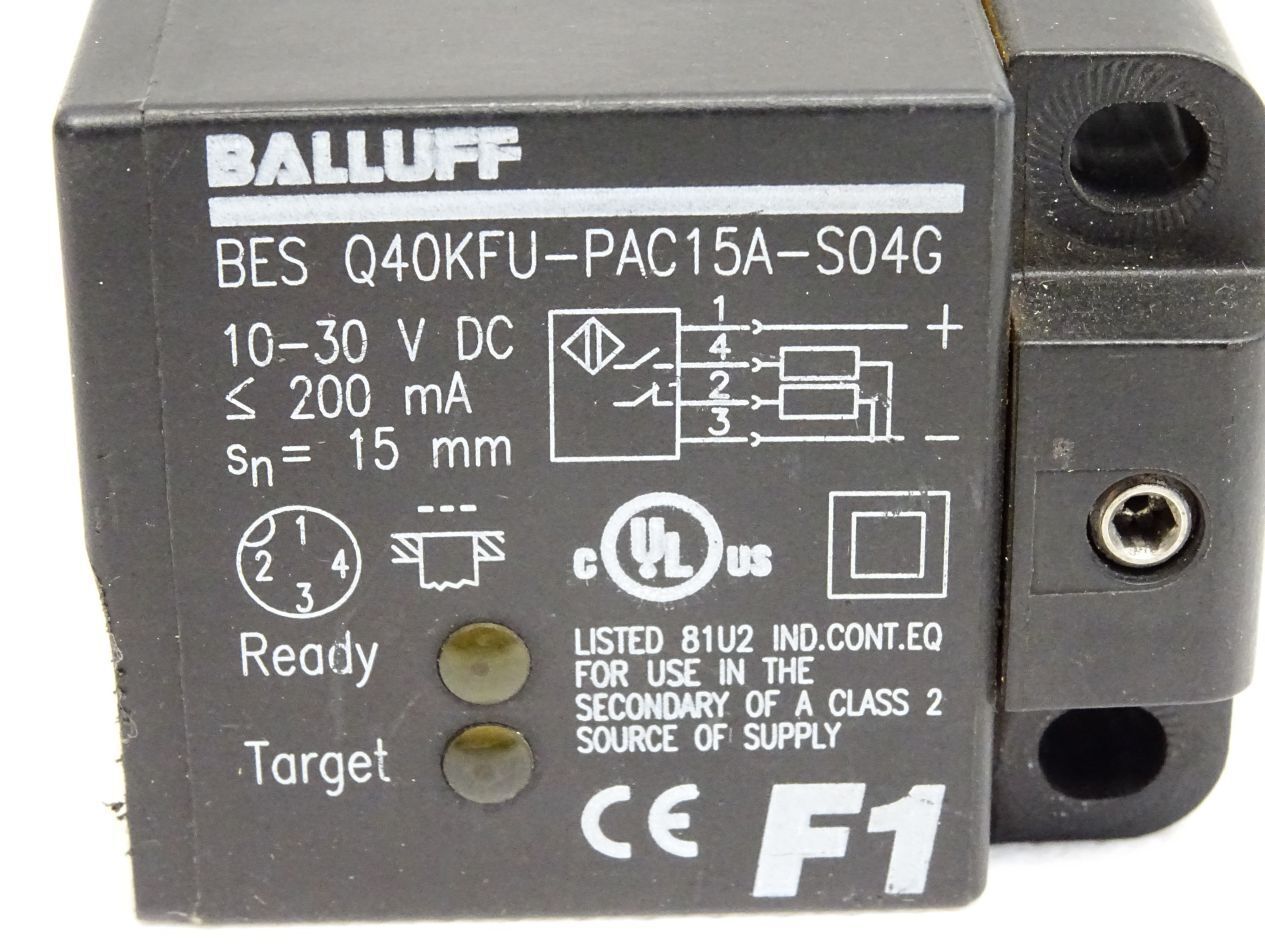 BALLUFF
BES Q40KFU-PAC15A-S04G
10-30 V DC
≤ 200 mA
sn= 15 mm
1
4
2
3
+
−
1
2
4
3
C UL US
Ready
Target
LISTED 81U2 IND.CONT.EQ
FOR USE IN THE
SECONDARY OF A CLASS 2
SOURCE OF SUPPLY
CE
F1